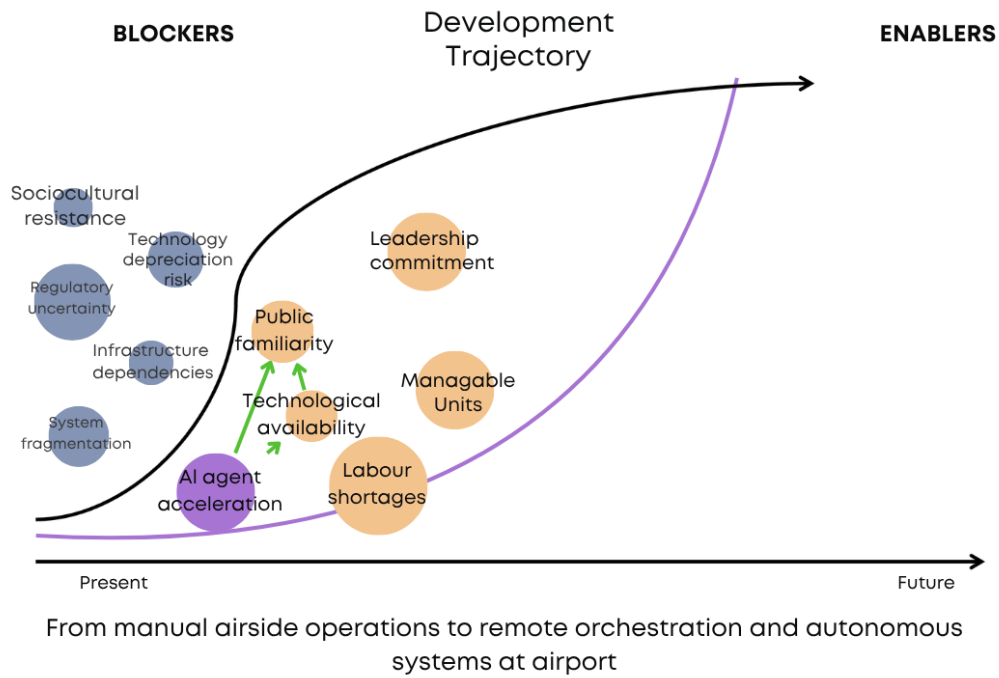 BLOCKERS
Development
Trajectory
ENABLERS
Sociocultural
resistance
Technology
depreciation
risk
Regulatory
uncertainty
Infrastructure
dependencies
System
fragmentation
Leadership
commitment
Public
familiarity
Managable
Units
Technological
availability
AI agent
acceleration
Labour
shortages
Present
Future
From manual airside operations to remote orchestration and autonomous
systems at airport